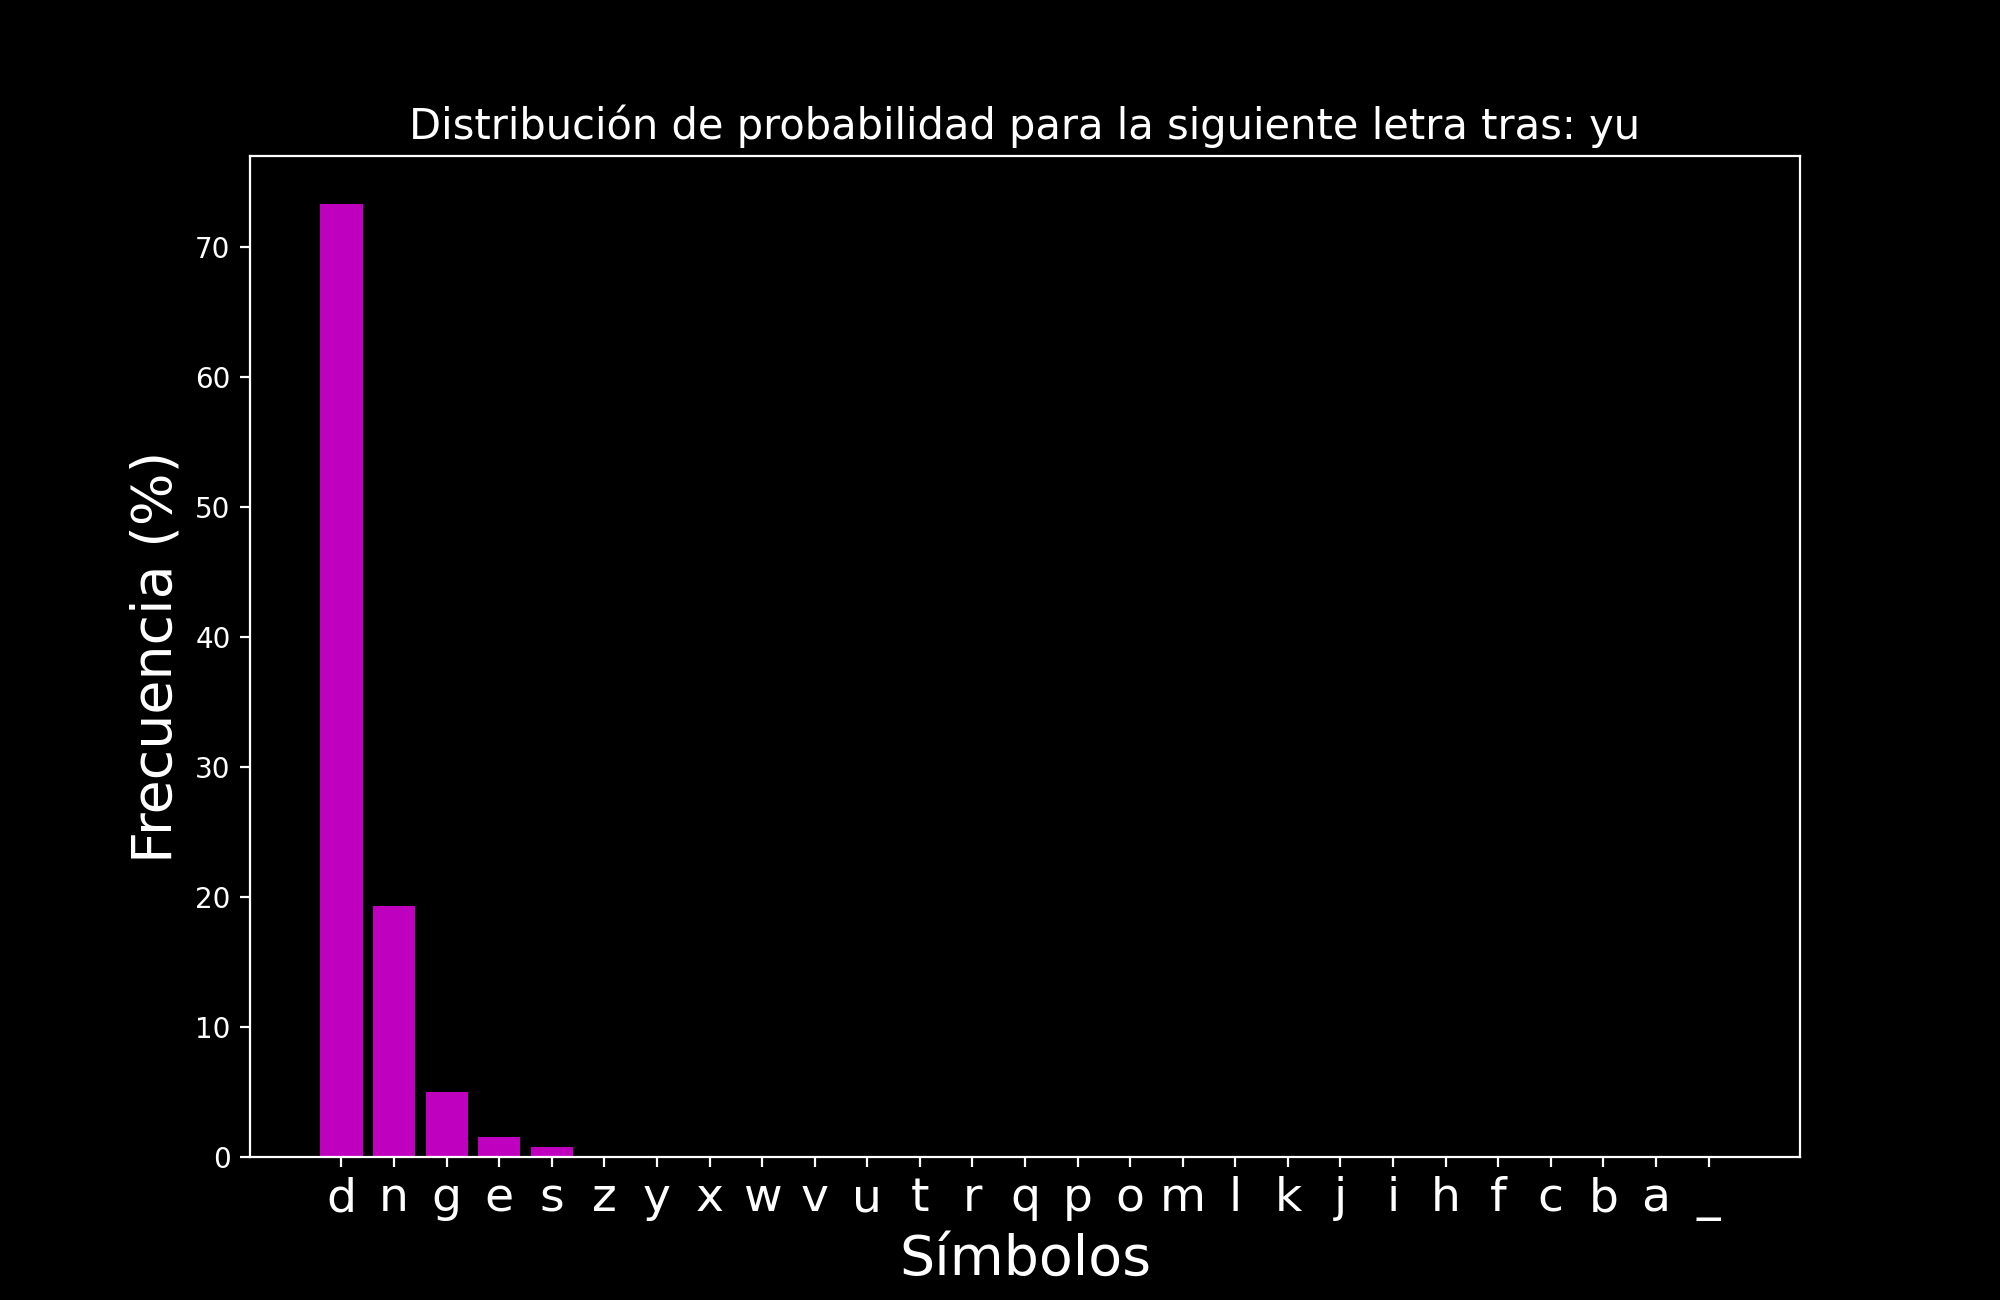 Distribución de probabilidad para la siguiente letra tras: yu
Frecuencia (%)
70
60
50
40
30
20
10
0
d n g e s z y x w v u t r q p o m l k j i h f c b a _
Símbolos